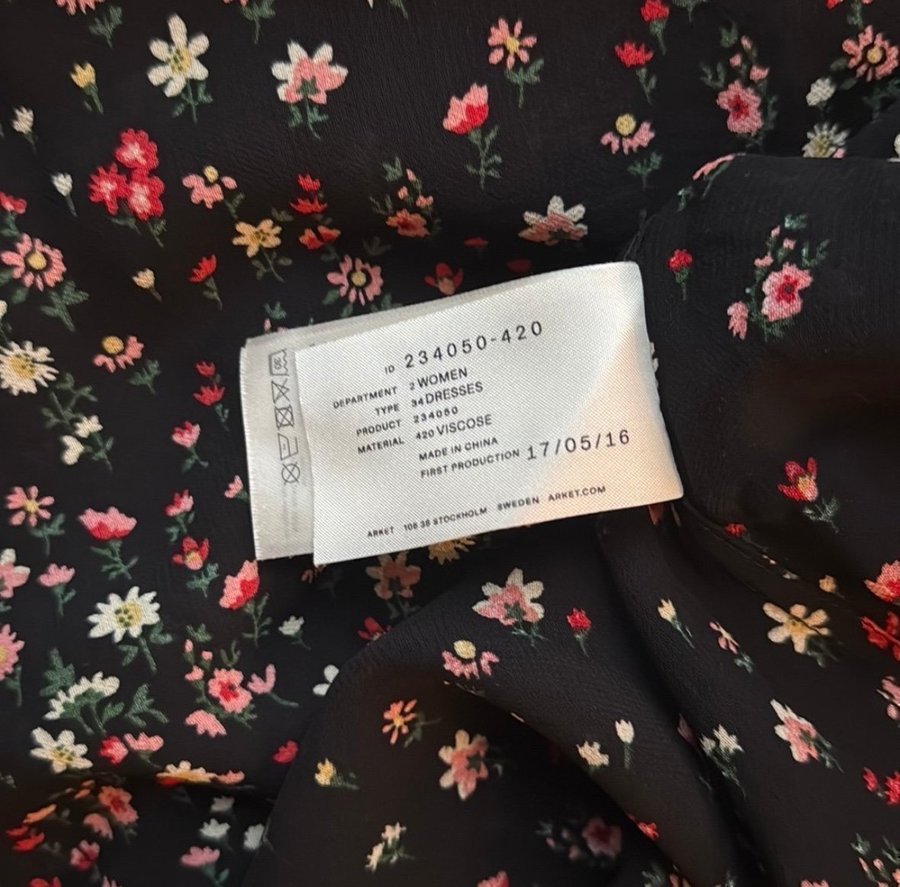 ID 234050-420
DEPARTMENT 2 WOMEN
TYPE 34 DRESSES
PRODUCT 234050
MATERIAL 420 VISCOSE
MADE IN CHINA
FIRST PRODUCTION 17/05/16
ARKET 106 38 STOCKHOLM SWEDEN ARKET.COM